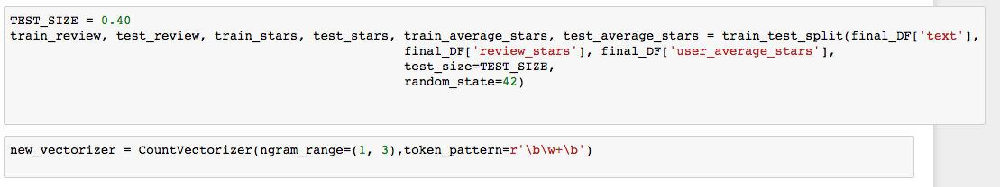 TEST_SIZE = 0.40
train_review, test_review, train_stars, test_stars, train_average_stars, test_average_stars = train_test_split(final_DF['text'],
final_DF['review_stars'], final_DF['user_average_stars'],
test_size=TEST_SIZE,
random_state=42)
new_vectorizer = CountVectorizer(ngram_range=(1, 3),token_pattern=r'\b\w+\b')